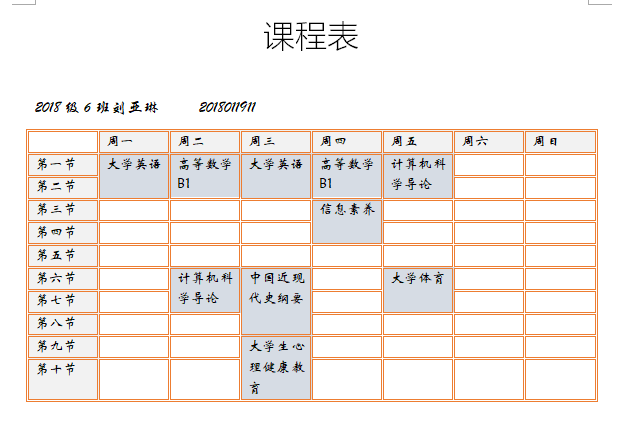 课程表
2018级6班刘亚琳 2018011911
周一 周二 周三 周四 周五 周六 周日
第一节 大学英语 高等数学 大学英语 高等数学 计算机科
第二节 B1 B1 学导论
第三节 信息素养
第四节
第五节
第六节 计算机科 中国近现 大学体育
第七节 学导论 代史纲要
第八节
第九节 大学生心
第十节 理健康教
育